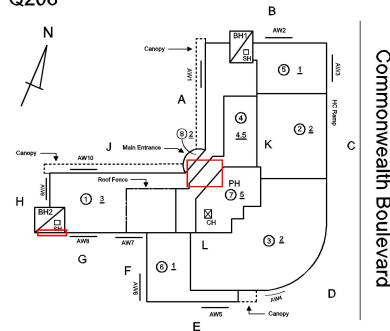 Q206
B
N
BH1
SH
AW2
Canopy
AW1
⑤ 1
AW3
A
HC Ramp
④
4.5
⑧ 2
② 2
J
Main Entrance
K
C
Canopy
AW10
Roof Fence
PH
⑦ 5
CH
H
AW9
① 3
BH2
SH
③ 2
AW8
AW7
L
G
F
⑥ 1
AW6
AW4
D
AW5
Canopy
E
Commonwealth Boulevard